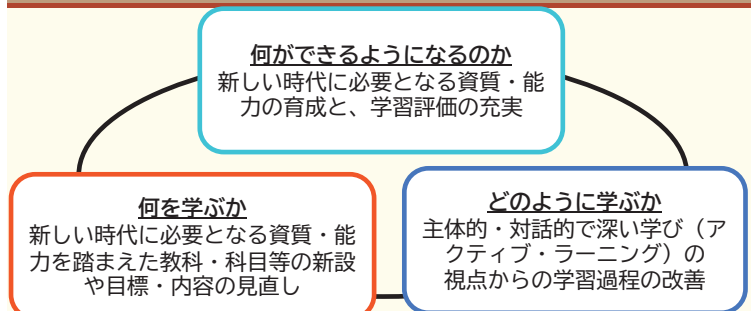 何ができるようになるのか
新しい時代に必要となる資質・能
力の育成と、学習評価の充実
何を学ぶか
新しい時代に必要となる資質・能
力を踏まえた教科・科目等の新設
や目標・内容の見直し
どのように学ぶか
主体的・対話的で深い学び（ア
クティブ・ラーニング）の
視点からの学習過程の改善